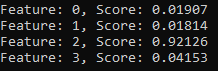 Feature: 0, Score: 0.01907
Feature: 1, Score: 0.01814
Feature: 2, Score: 0.92126
Feature: 3, Score: 0.04153